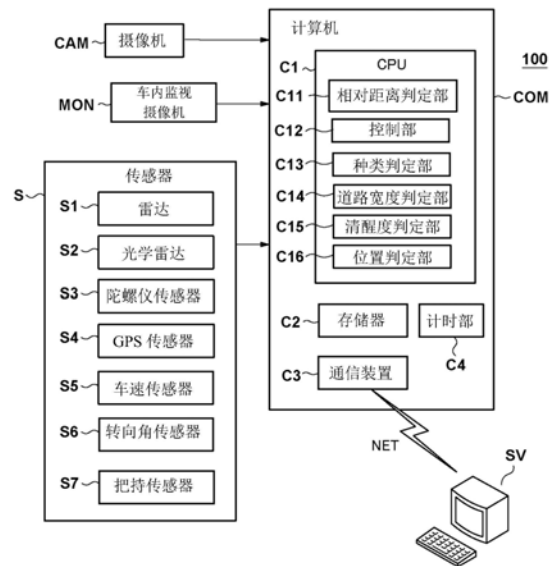 CAM
摄像机
MON
车内监视
摄像机
S
传感器
S1
雷达
S2
光学雷达
S3
陀螺仪传感器
S4
GPS 传感器
S5
车速传感器
S6
转向角传感器
S7
把持传感器
计算机
100
COM
C1
CPU
C11
相对距离判定部
C12
控制部
C13
种类判定部
C14
道路宽度判定部
C15
清醒度判定部
C16
位置判定部
C2
存储器
计时部
C4
C3
通信装置
NET
SV